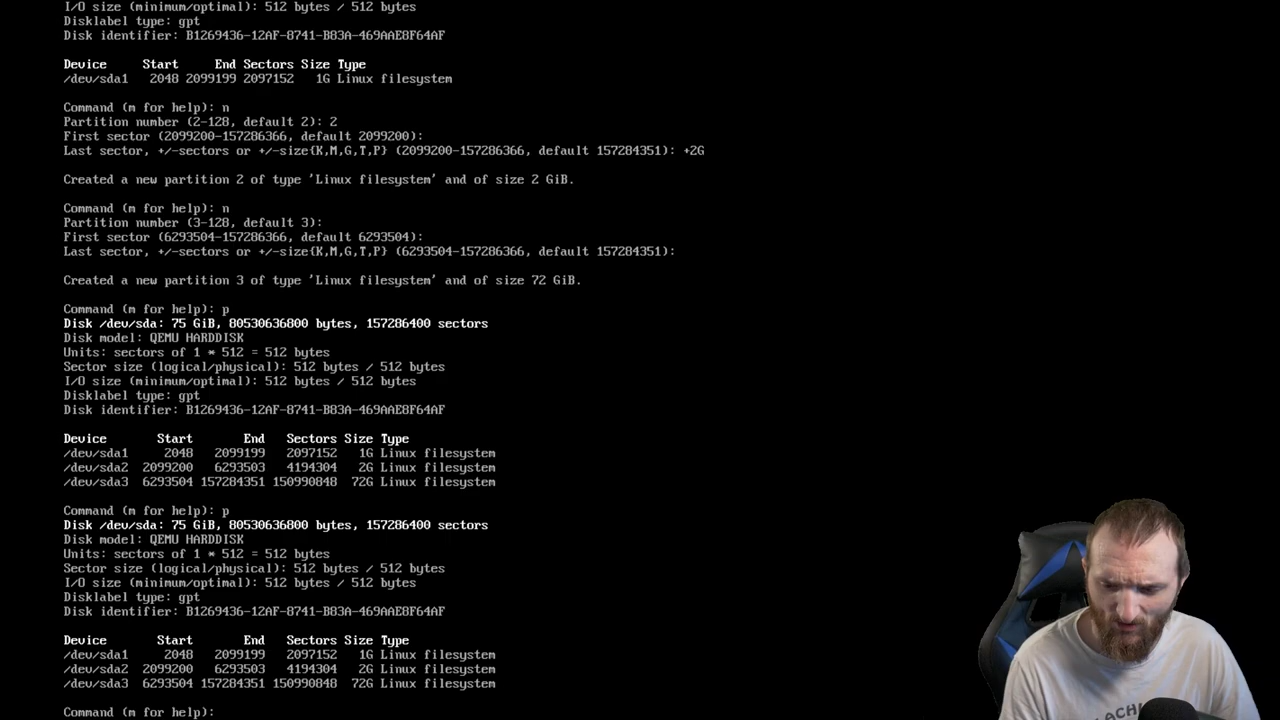 I/O size (minimum/optimal): 512 bytes / 512 bytes
Disklabel type: gpt
Disk identifier: B1269436-12AF-8741-B83A-469AAE8F64AF
Device Start End Sectors Size Type
/dev/sda1 2048 2099199 2097152 1G Linux filesystem
Command (m for help): n
Partition number (2-128, default 2): 2
First sector (2099200-157286366, default 2099200):
Last sector, +/-sectors or +/-size{K,M,G,T,P} (2099200-157286366, default 157284351): +2G
Created a new partition 2 of type 'Linux filesystem' and of size 2 GiB.
Command (m for help): n
Partition number (3-128, default 3):
First sector (6293504-157286366, default 6293504):
Last sector, +/-sectors or +/-size{K,M,G,T,P} (6293504-157286366, default 157284351):
Created a new partition 3 of type 'Linux filesystem' and of size 72 GiB.
Command (m for help): p
Disk /dev/sda: 75 GiB, 80530636800 bytes, 157286400 sectors
Disk model: QEMU HARDDISK
Units: sectors of 1 * 512 = 512 bytes
Sector size (logical/physical): 512 bytes / 512 bytes
I/O size (minimum/optimal): 512 bytes / 512 bytes
Disklabel type: gpt
Disk identifier: B1269436-12AF-8741-B83A-469AAE8F64AF
Device Start End Sectors Size Type
/dev/sda1 2048 2099199 2097152 1G Linux filesystem
/dev/sda2 2099200 6293503 4194304 2G Linux filesystem
/dev/sda3 6293504 157284351 150990848 72G Linux filesystem
Command (m for help): p
Disk /dev/sda: 75 GiB, 80530636800 bytes, 157286400 sectors
Disk model: QEMU HARDDISK
Units: sectors of 1 * 512 = 512 bytes
Sector size (logical/physical): 512 bytes / 512 bytes
I/O size (minimum/optimal): 512 bytes / 512 bytes
Disklabel type: gpt
Disk identifier: B1269436-12AF-8741-B83A-469AAE8F64AF
Device Start End Sectors Size Type
/dev/sda1 2048 2099199 2097152 1G Linux filesystem
/dev/sda2 2099200 6293503 4194304 2G Linux filesystem
/dev/sda3 6293504 157284351 150990848 72G Linux filesystem
Command (m for help):